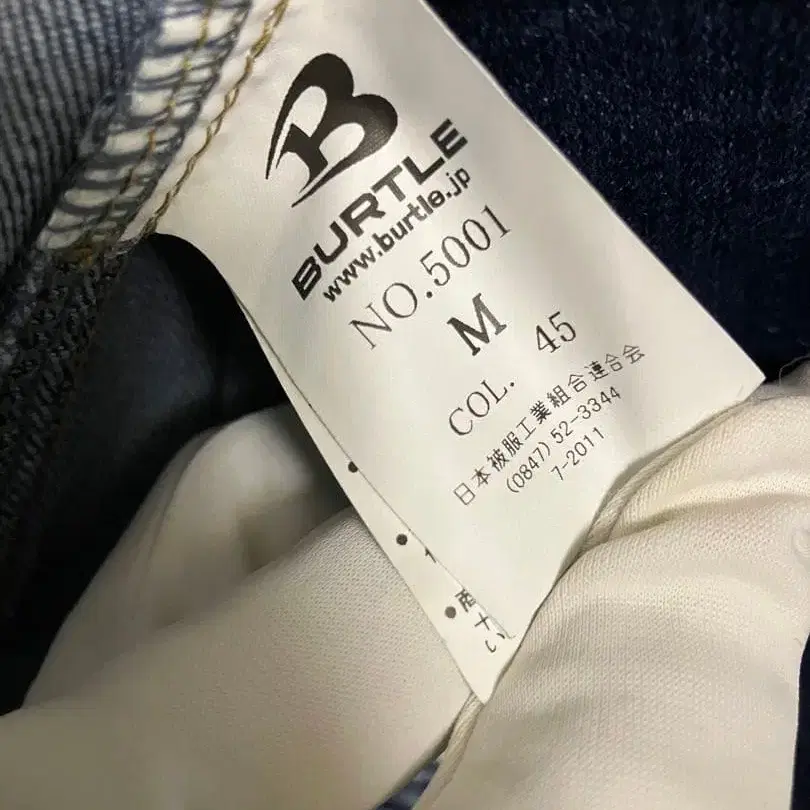 B
BURTLE
www.burtle.jp
NO.5001
M
COL. 45
日本被服工業組合連合会
(0847) 52-3344
7-2011